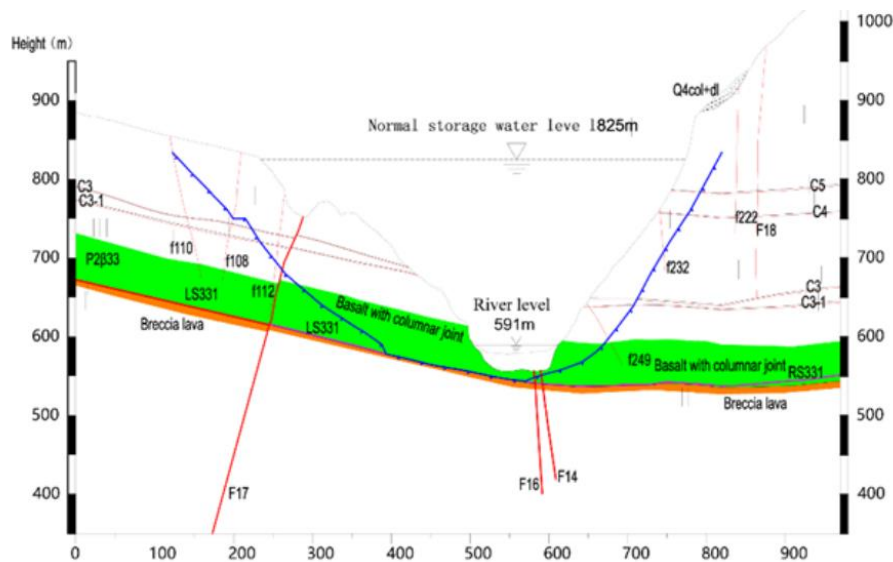 1000
Height (m)
900
900
800
800
700
700
600
600
500
500
400
400
0
100
200
300
400
500
600
700
800
900
Q4col+dl
Normal storage water leve l825m
C3
C3-1
C5
C4
f222
F18
f110
f108
f232
P2β33
LS331
f112
C3
C3-1
River level
591m
Basalt with columnar joint
LS331
Breccia lava
f249
Basalt with columnar joint
RS331
Breccia lava
F17
F16
F14